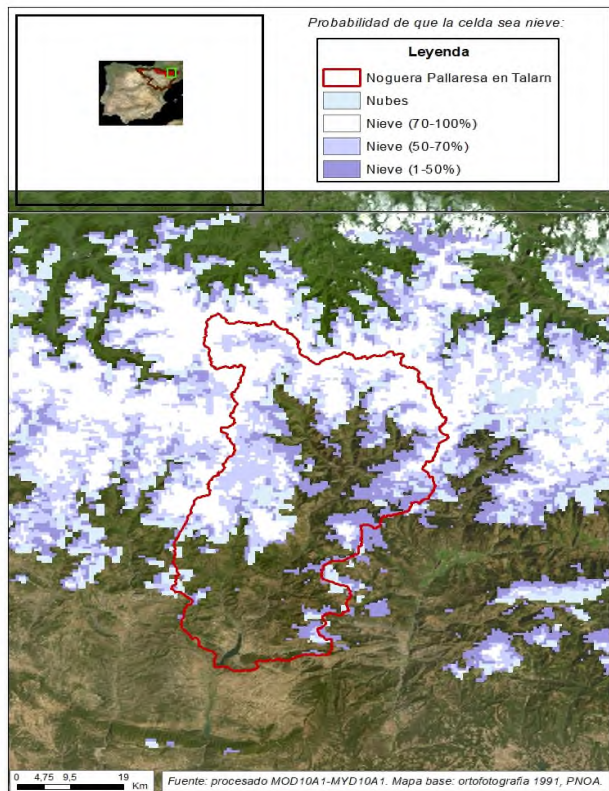 Probabilidad de que la celda sea nieve:
Leyenda
Noguera Pallaresa en Talarn
Nubes
Nieve (70-100%)
Nieve (50-70%)
Nieve (1-50%)
0 4,75 9,5 19
Km
Fuente: procesado MOD10A1-MYD10A1. Mapa base: ortofotografia 1991, PNOA.